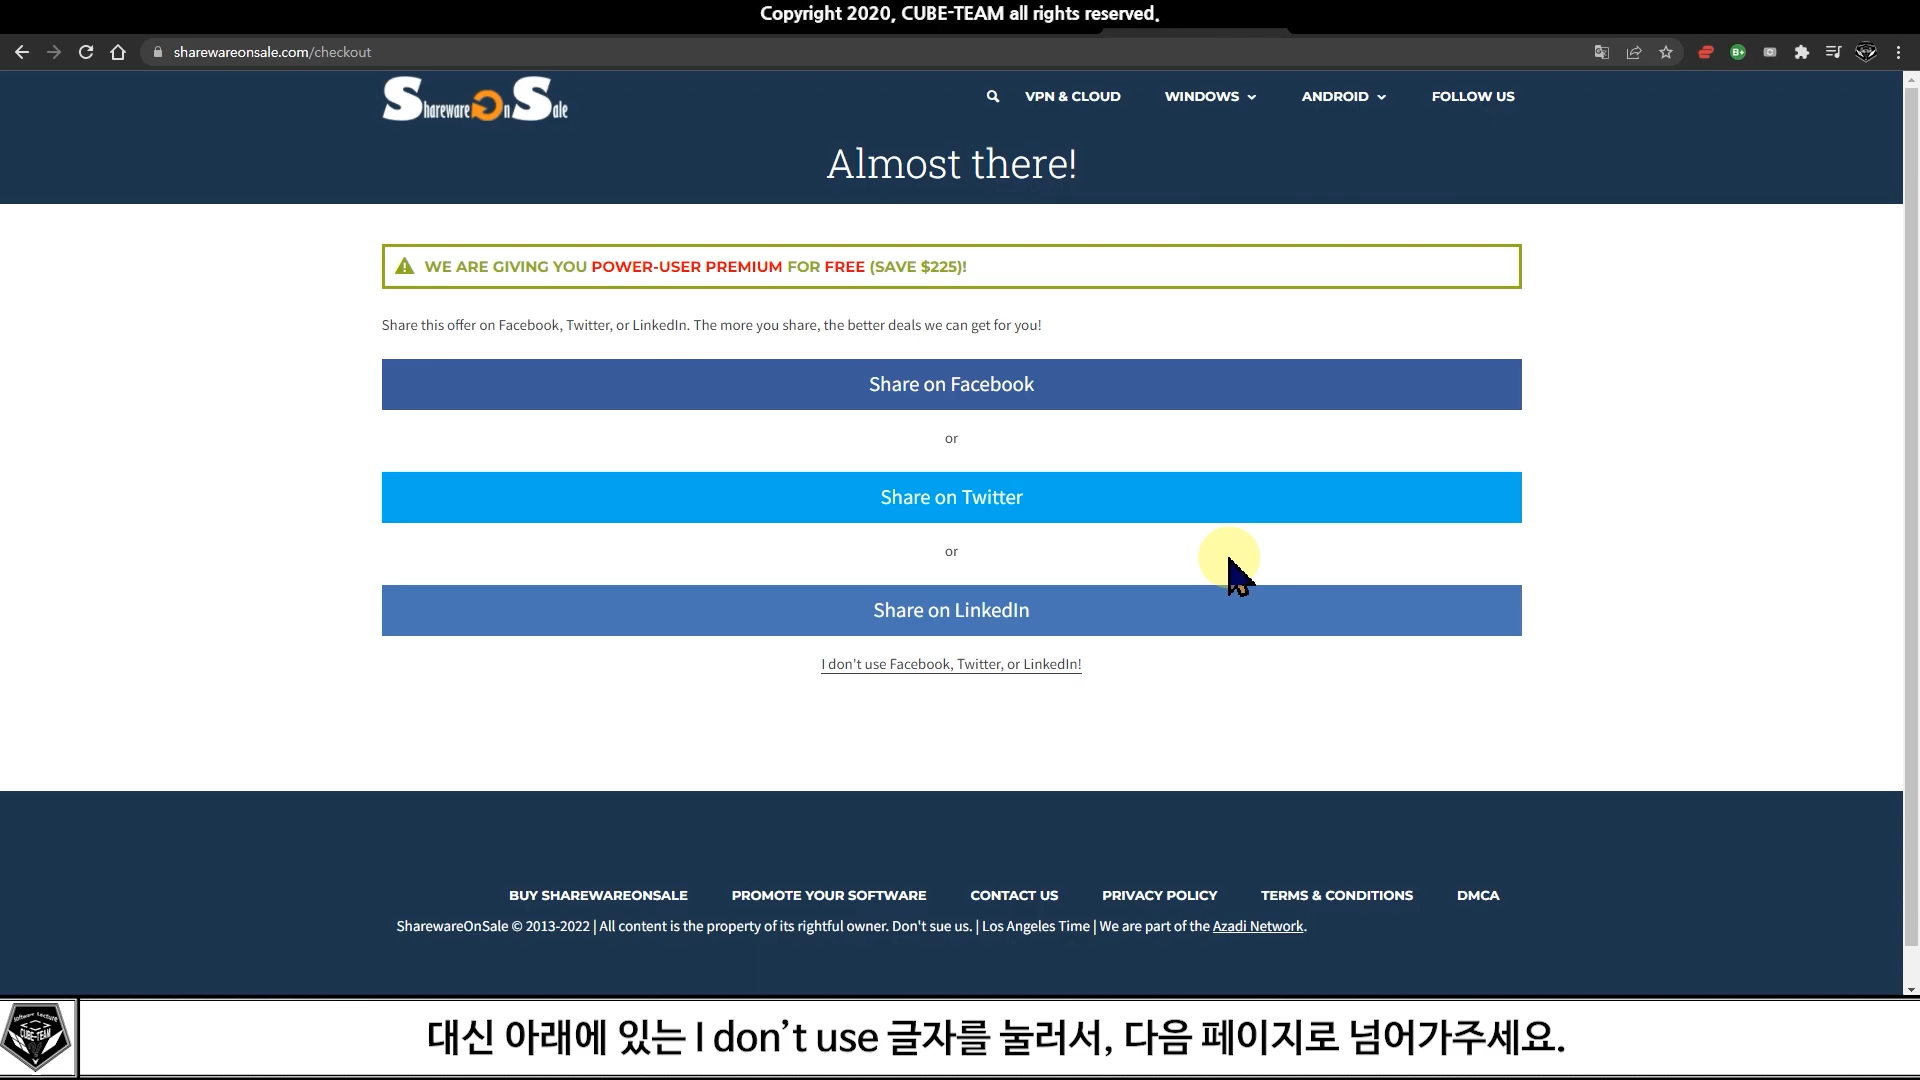 Copyright 2020, CUBE-TEAM all rights reserved.
sharewareonsale.com/checkout
SharewareOnSale
VPN & CLOUD
WINDOWS
ANDROID
FOLLOW US
Almost there!
WE ARE GIVING YOU POWER-USER PREMIUM FOR FREE (SAVE $225)!
Share this offer on Facebook, Twitter, or LinkedIn. The more you share, the better deals we can get for you!
Share on Facebook
or
Share on Twitter
or
Share on LinkedIn
I don't use Facebook, Twitter, or LinkedIn!
BUY SHAREWAREONSALE
PROMOTE YOUR SOFTWARE
CONTACT US
PRIVACY POLICY
TERMS & CONDITIONS
DMCA
SharewareOnSale © 2013-2022 | All content is the property of its rightful owner. Don't sue us. | Los Angeles Time | We are part of the Azadi Network.
Software Lecture
CUBE-TEAM
대신 아래에 있는 I don’t use 글자를 눌러서, 다음 페이지로 넘어가주세요.